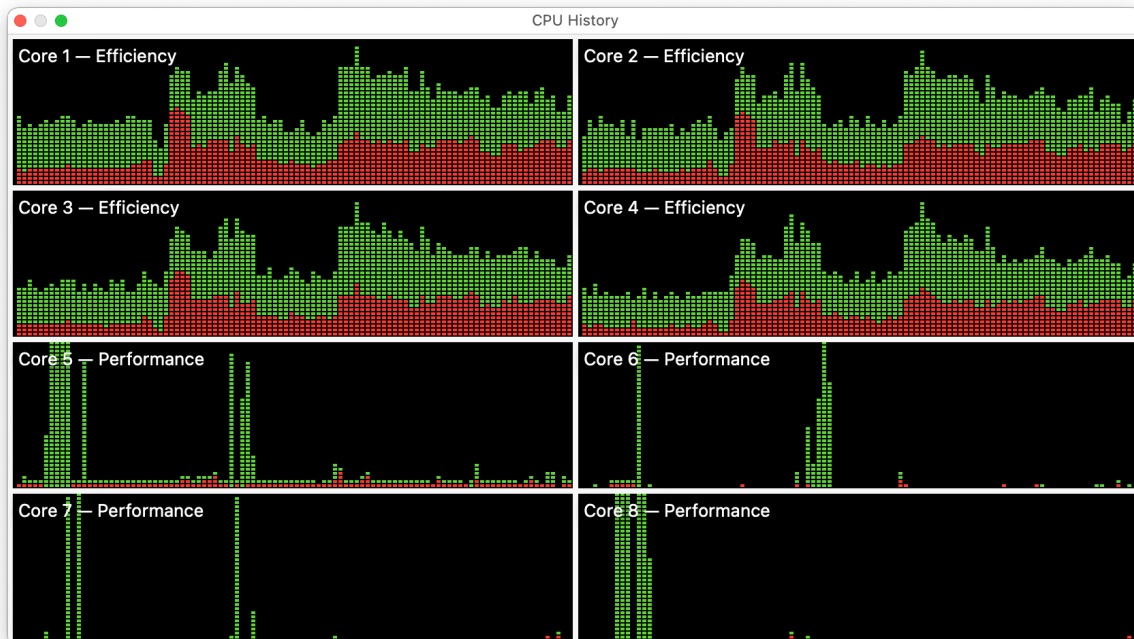 CPU History
Core 1 — Efficiency
Core 2 — Efficiency
Core 3 — Efficiency
Core 4 — Efficiency
Core 5 — Performance
Core 6 — Performance
Core 7 — Performance
Core 8 — Performance